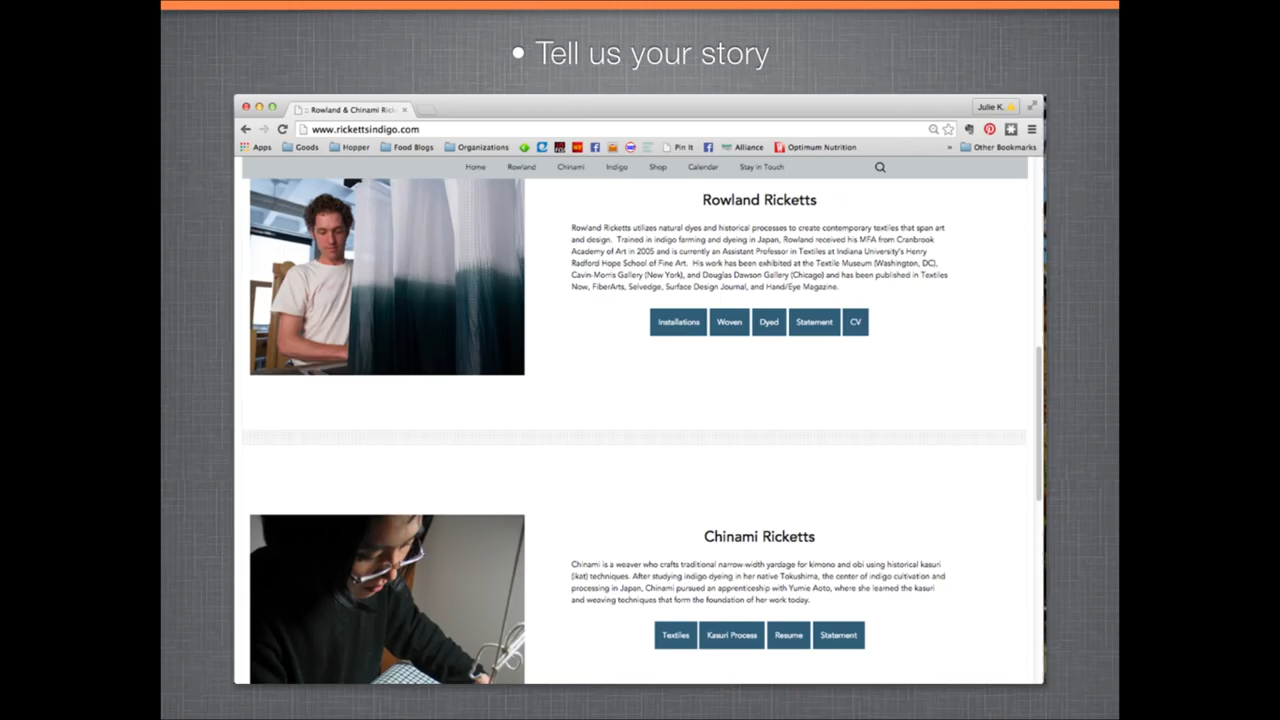 • Tell us your story
:: Rowland & Chinami Rick
Julie K.
www.rickettsindigo.com
Apps Goods Hopper Food Blogs Organizations Pin It Alliance Optimum Nutrition » Other Bookmarks
Home Rowland Chinami Indigo Shop Calendar Stay in Touch
Rowland Ricketts
Rowland Ricketts utilizes natural dyes and historical processes to create contemporary textiles that span art
and design. Trained in indigo farming and dyeing in Japan, Rowland received his MFA from Cranbrook
Academy of Art in 2005 and is currently an Assistant Professor in Textiles at Indiana University's Henry
Radford Hope School of Fine Art. His work has been exhibited at the Textile Museum (Washington, DC),
Cavin-Morris Gallery (New York), and Douglas Dawson Gallery (Chicago) and has been published in Textiles
Now, FiberArts, Selvedge, Surface Design Journal, and Hand/Eye Magazine.
Installations Woven Dyed Statement CV
Chinami Ricketts
Chinami is a weaver who crafts traditional narrow-width yardage for kimono and obi using historical kasuri
(ikat) techniques. After studying indigo dyeing in her native Tokushima, the center of indigo cultivation and
processing in Japan, Chinami pursued an apprenticeship with Yumie Aoto, where she learned the kasuri
and weaving techniques that form the foundation of her work today.
Textiles Kasuri Process Resume Statement